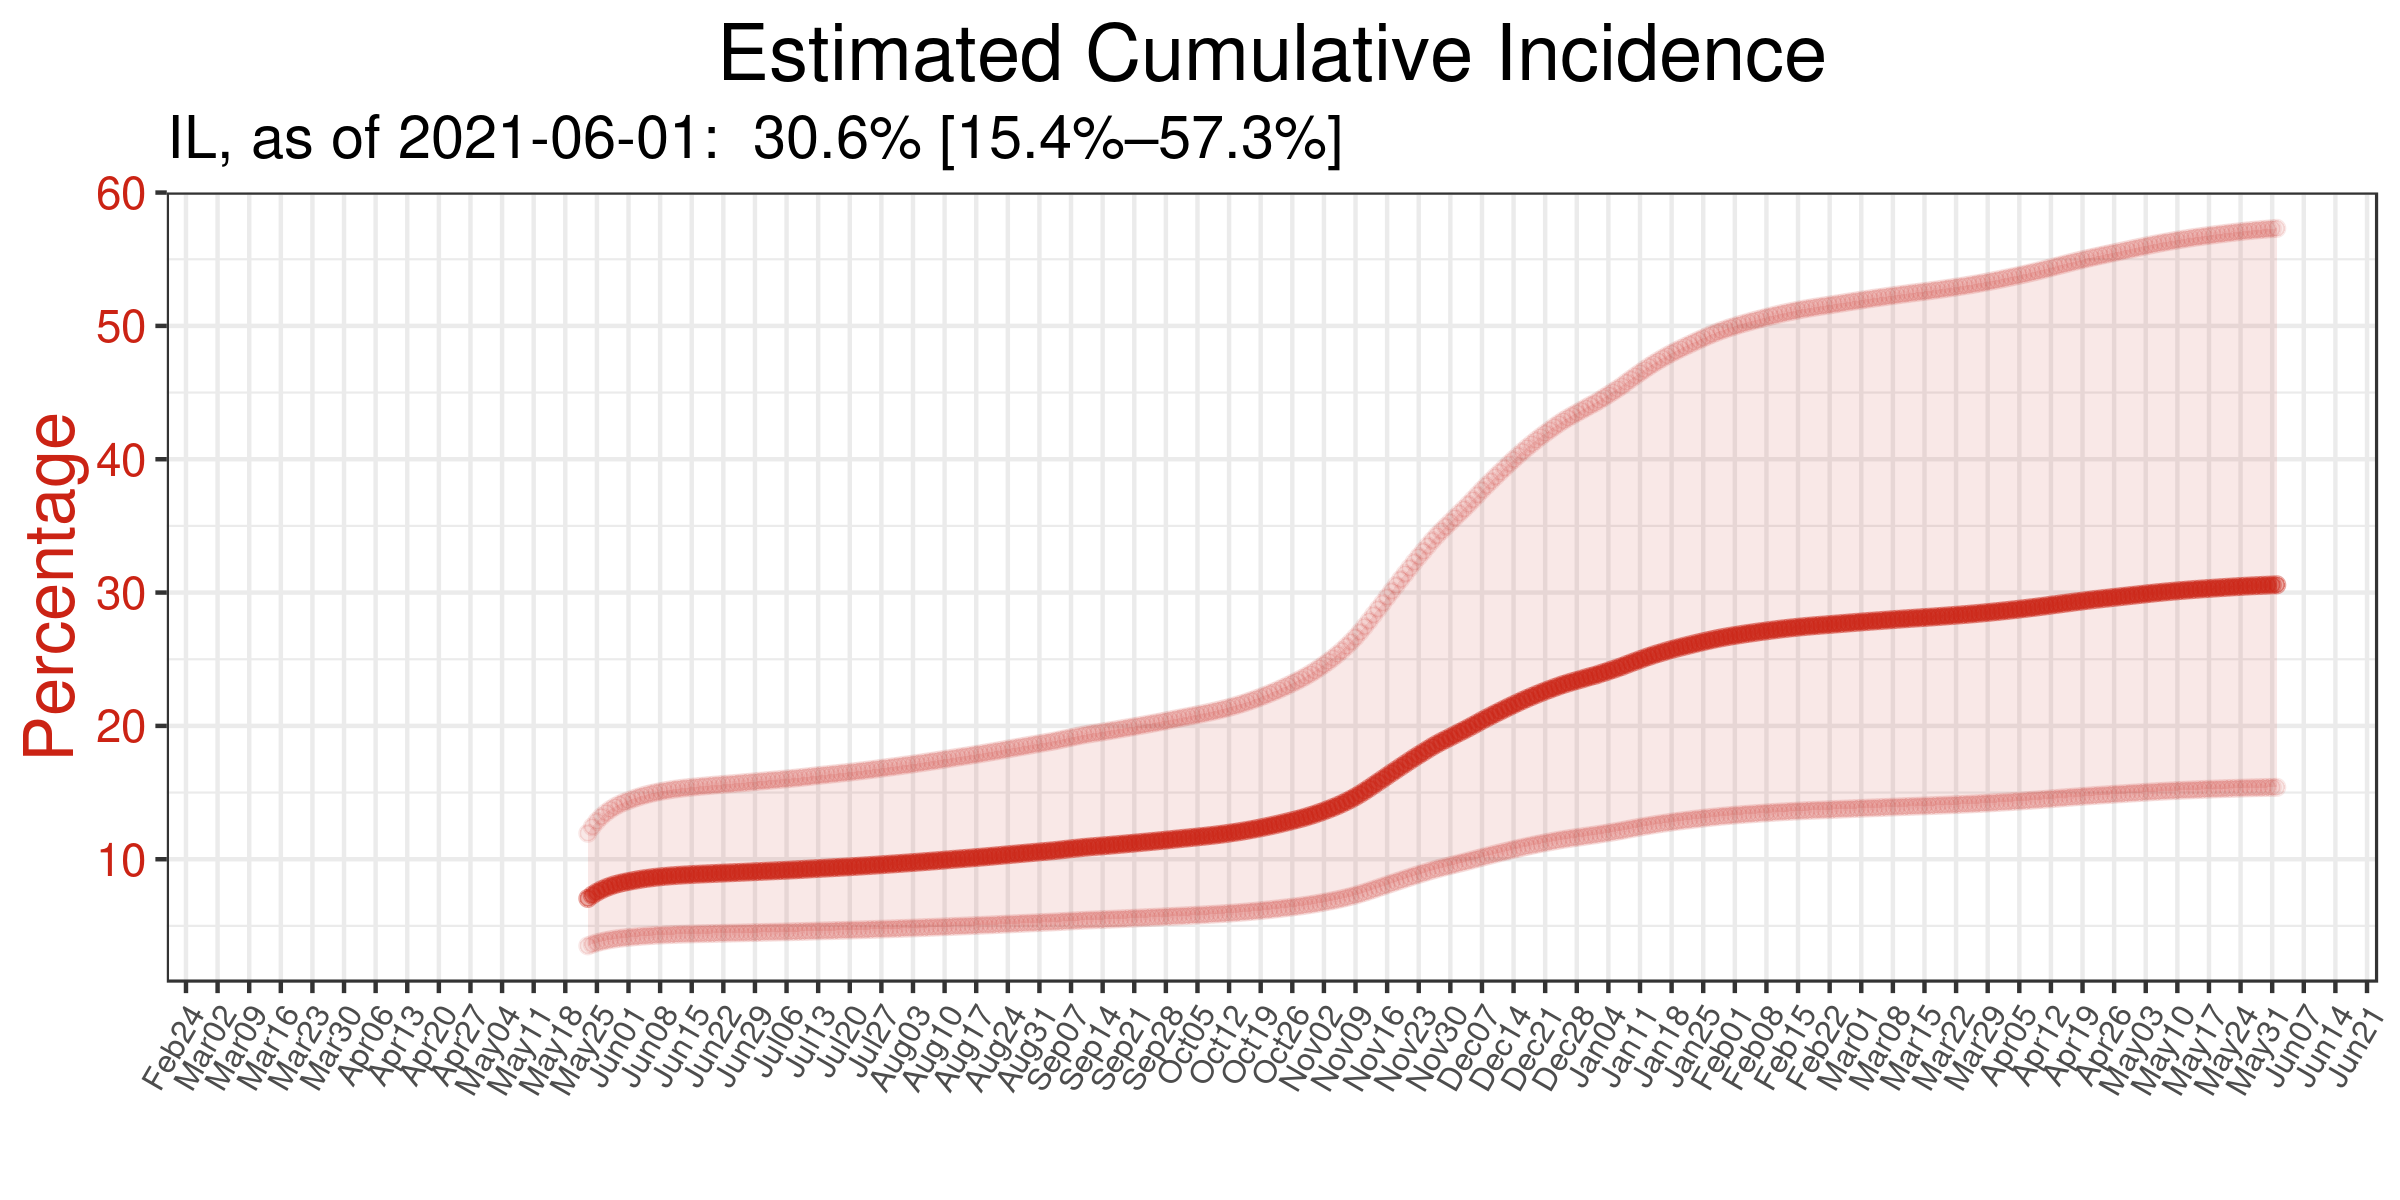 Estimated Cumulative Incidence
IL, as of 2021-06-01:  30.6% [15.4%–57.3%]
Percentage
60
50
40
30
20
10
Feb24
Mar02
Mar09
Mar16
Mar23
Mar30
Apr06
Apr13
Apr20
Apr27
May04
May11
May18
May25
Jun01
Jun08
Jun15
Jun22
Jun29
Jul06
Jul13
Jul20
Jul27
Aug03
Aug10
Aug17
Aug24
Aug31
Sep07
Sep14
Sep21
Sep28
Oct05
Oct12
Oct19
Oct26
Nov02
Nov09
Nov16
Nov23
Nov30
Dec07
Dec14
Dec21
Dec28
Jan04
Jan11
Jan18
Jan25
Feb01
Feb08
Feb15
Feb22
Mar01
Mar08
Mar15
Mar22
Mar29
Apr05
Apr12
Apr19
Apr26
May03
May10
May17
May24
May31
Jun07
Jun14
Jun21